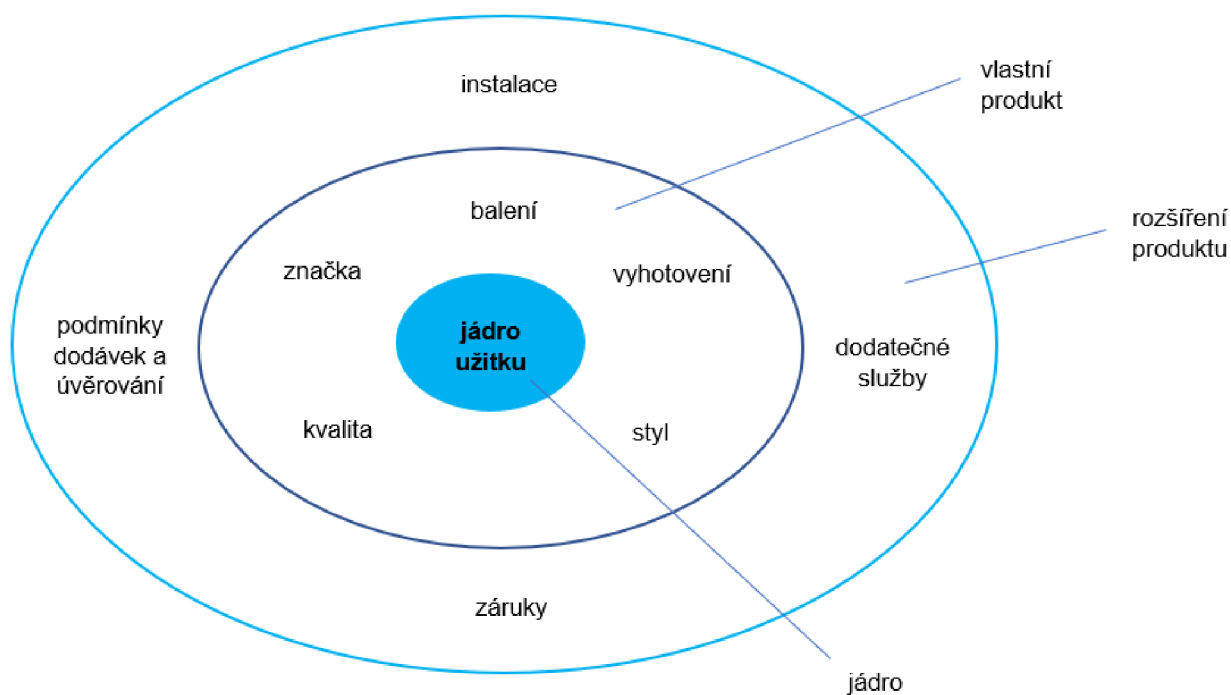 instalace
vlastní
produkt
balení
rozšíření
produktu
značka
vyhotovení
podmínky
dodávek a
úvěrování
jádro
užitku
dodatečné
služby
kvalita
styl
záruky
jádro